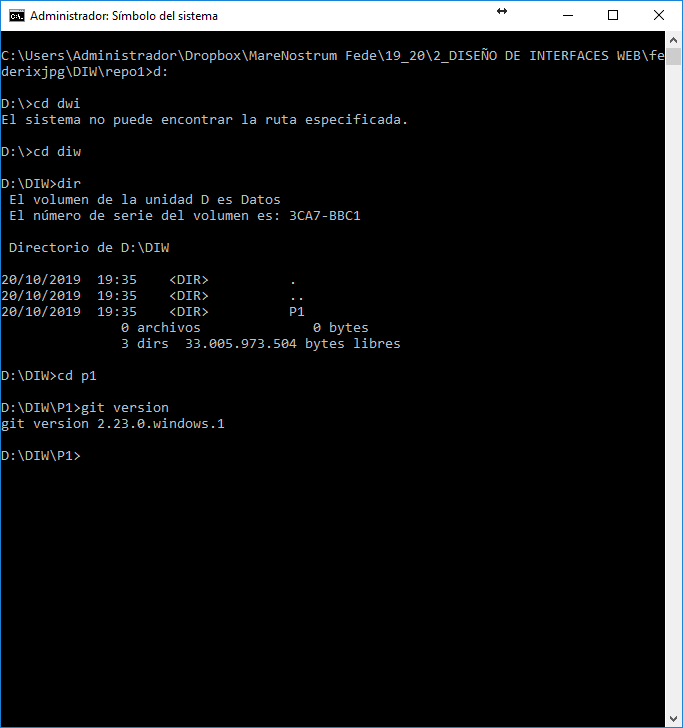 Administrador: Símbolo del sistema
C:\Users\Administrador\Dropbox\MareNostrum Fede\19_20\2_DISEÑO DE INTERFACES WEB\fe
derixjpg\DIW\repo1>d:
D:\>cd dwi
El sistema no puede encontrar la ruta especificada.
D:\>cd diw
D:\DIW>dir
El volumen de la unidad D es Datos
El número de serie del volumen es: 3CA7-BBC1
Directorio de D:\DIW
20/10/2019  19:35    <DIR>          .
20/10/2019  19:35    <DIR>          ..
20/10/2019  19:35    <DIR>          P1
0 archivos              0 bytes
3 dirs  33.005.973.504 bytes libres
D:\DIW>cd p1
D:\DIW\P1>git version
git version 2.23.0.windows.1
D:\DIW\P1>